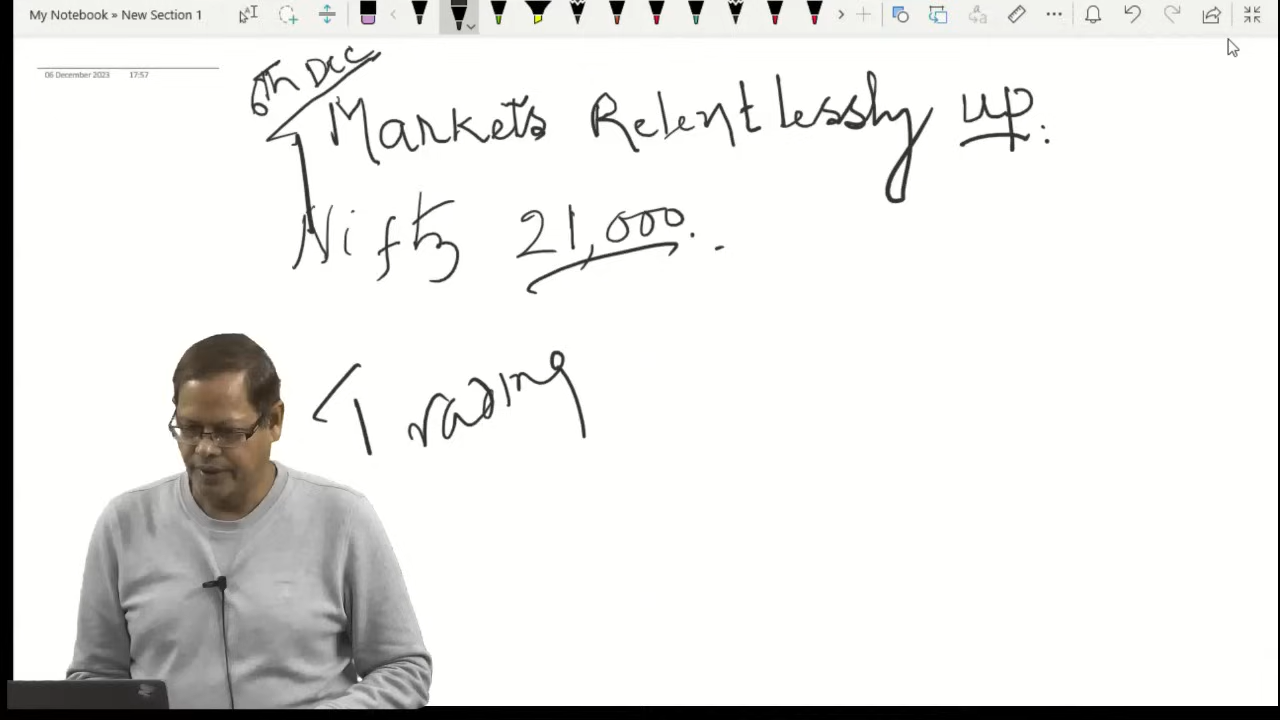 My Notebook » New Section 1
06 December 2023 17:57
6th Dec
Markets Relentlessly up.
Nifty 21,000..
Trading